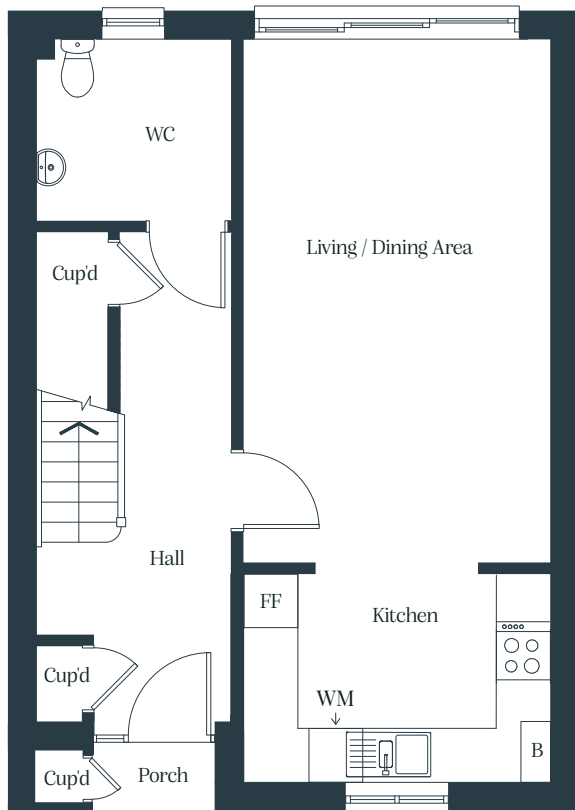 WC
Living / Dining Area
Cup'd
Hall
FF
Kitchen
Cup'd
WM
B
Cup'd
Porch